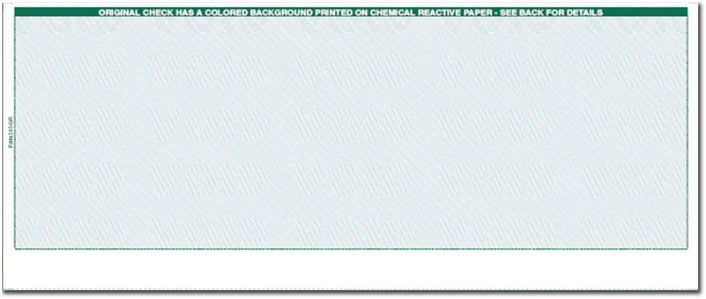 ORIGINAL CHECK HAS A COLORED BACKGROUND PRINTED ON CHEMICAL REACTIVE PAPER - SEE BACK FOR DETAILS